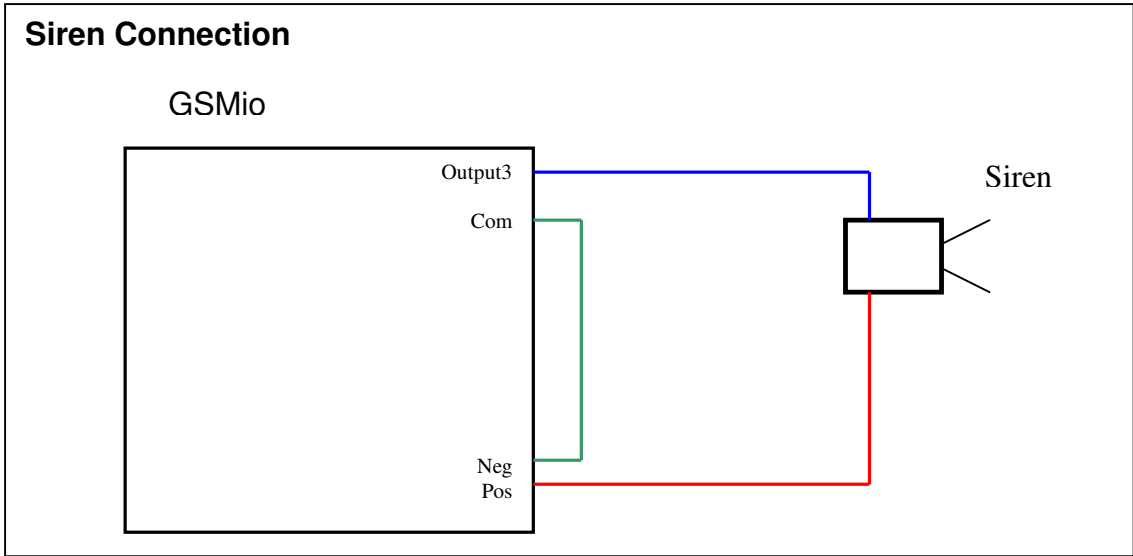 Siren Connection
GSMio
Output3
Siren
Com
Neg
Pos